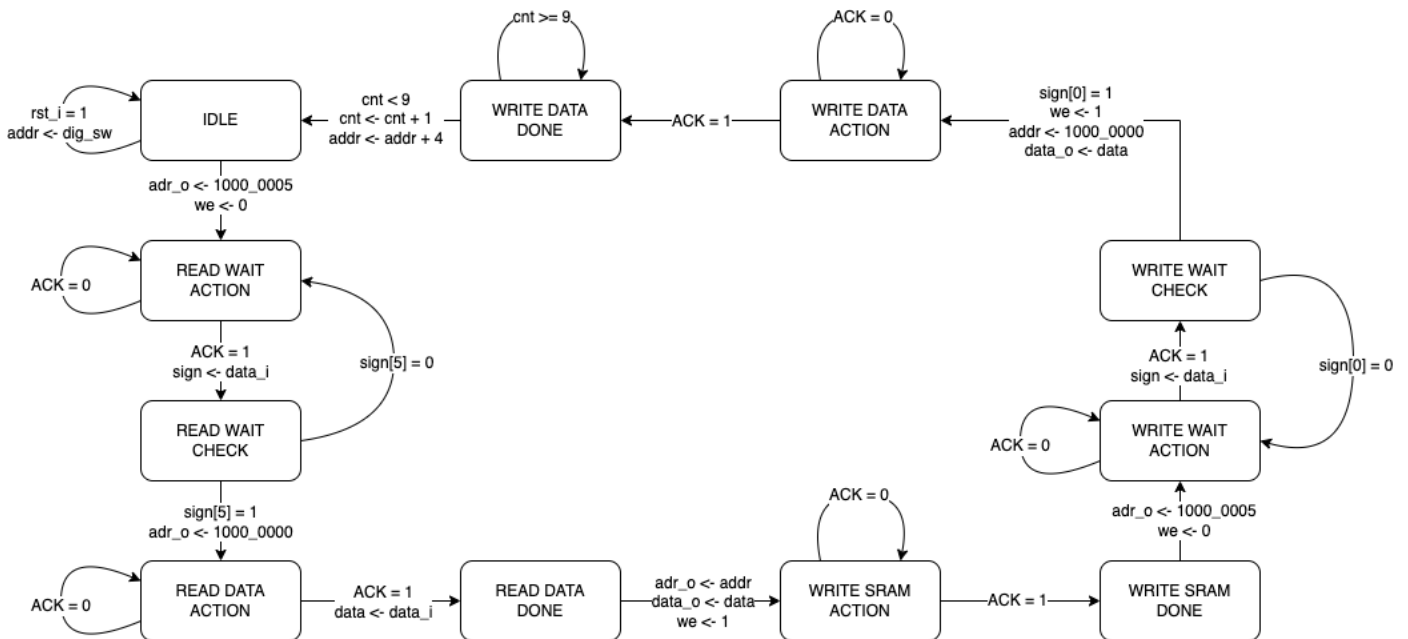 cnt >= 9
ACK = 0
rst_i = 1
addr <- dig_sw
IDLE
cnt < 9
cnt <- cnt + 1
addr <- addr + 4
WRITE DATA
DONE
ACK = 1
WRITE DATA
ACTION
sign[0] = 1
we <- 1
addr <- 1000_0000
data_o <- data
adr_o <- 1000_0005
we <- 0
ACK = 0
READ WAIT
ACTION
WRITE WAIT
CHECK
ACK = 1
sign <- data_i
sign[5] = 0
ACK = 1
sign <- data_i
sign[0] = 0
READ WAIT
CHECK
ACK = 0
WRITE WAIT
ACTION
sign[5] = 1
adr_o <- 1000_0000
ACK = 0
adr_o <- 1000_0005
we <- 0
ACK = 0
READ DATA
ACTION
ACK = 1
data <- data_i
READ DATA
DONE
adr_o <- addr
data_o <- data
we <- 1
WRITE SRAM
ACTION
ACK = 1
WRITE SRAM
DONE